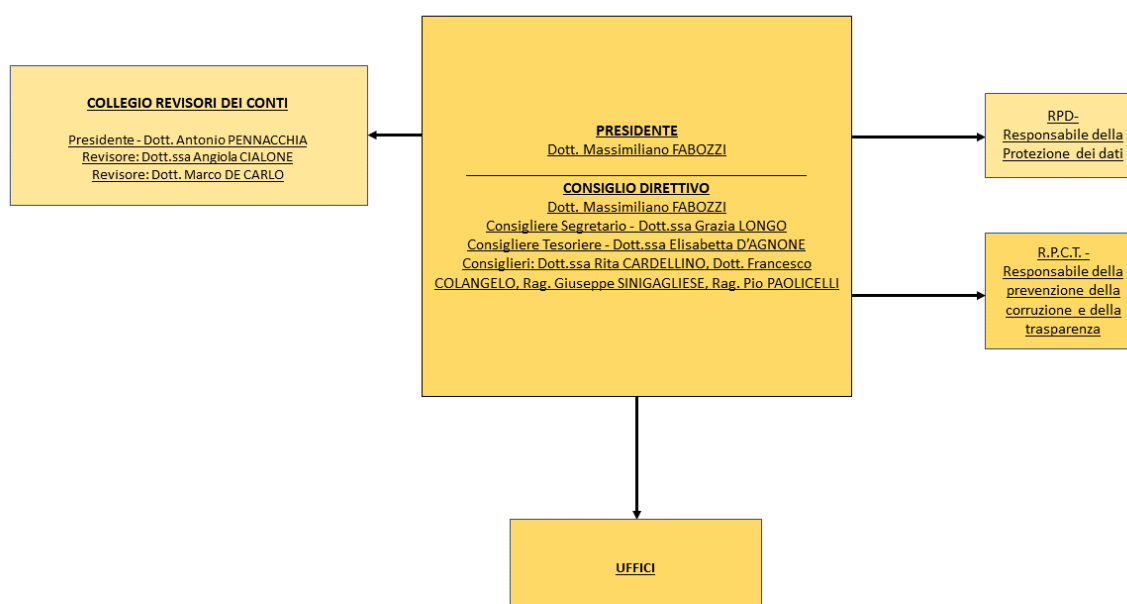 COLLEGIO REVISORI DEI CONTI
Presidente - Dott. Antonio PENNACCHIA
Revisore: Dott.ssa Angiola CIALONE
Revisore: Dott. Marco DE CARLO
PRESIDENTE
Dott. Massimiliano FABOZZI
CONSIGLIO DIRETTIVO
Dott. Massimiliano FABOZZI
Consigliere Segretario - Dott.ssa Grazia LONGO
Consigliere Tesoriere - Dott.ssa Elisabetta D’AGNONE
Consiglieri: Dott.ssa Rita CARDELLINO, Dott. Francesco
COLANGELO, Rag. Giuseppe SINIGAGLIESE, Rag. Pio PAOLICELLI
RPD-
Responsabile della
Protezione dei dati
R.P.C.T. -
Responsabile della
prevenzione della
corruzione e della
trasparenza
UFFICI